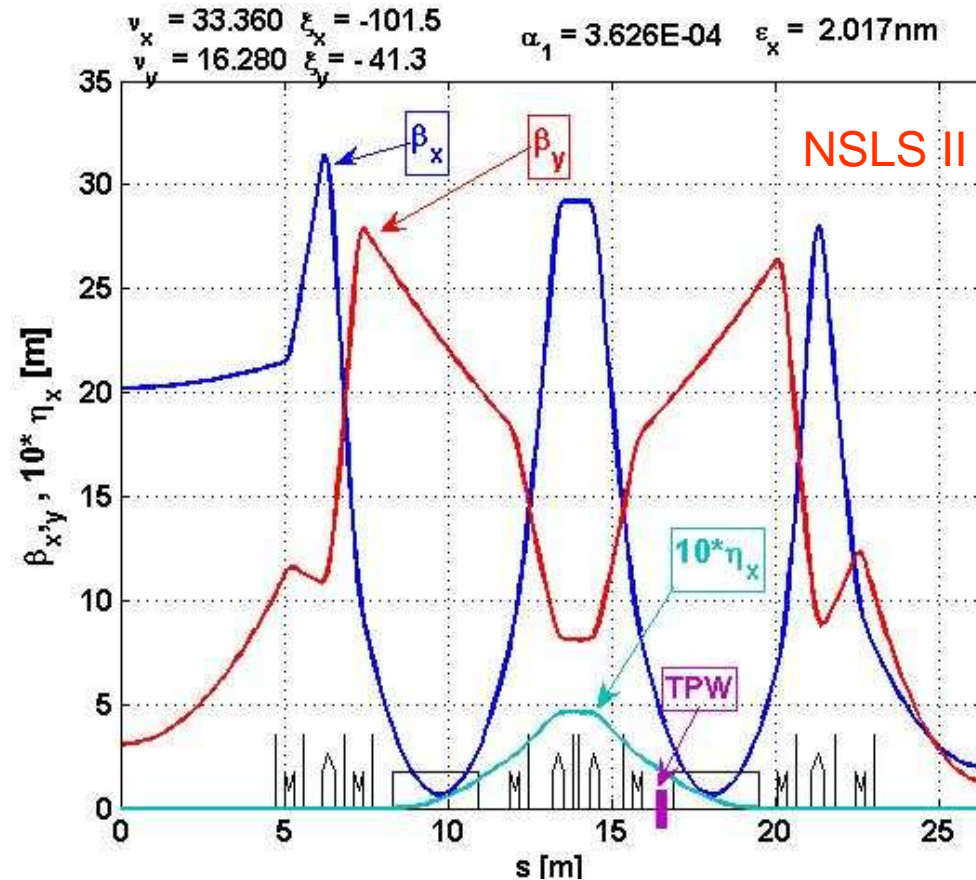 ν_x = 33.360 ξ_x = -101.5
ν_y = 16.280 ξ_y = - 41.3
α_1 = 3.626E-04 ε_x = 2.017nm
NSLS II
β_x
β_y
10*η_x
TPW
β_x,y , 10* η_x [m]
35
30
25
20
15
10
5
0
0 5 10 15 20 25
s [m]